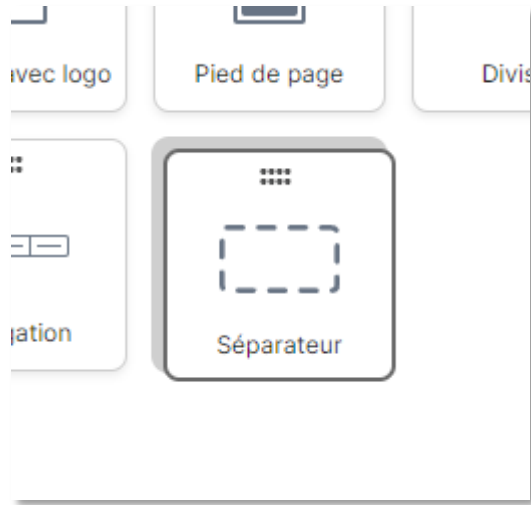 avec logo
Pied de page
Divis
gation
Séparateur